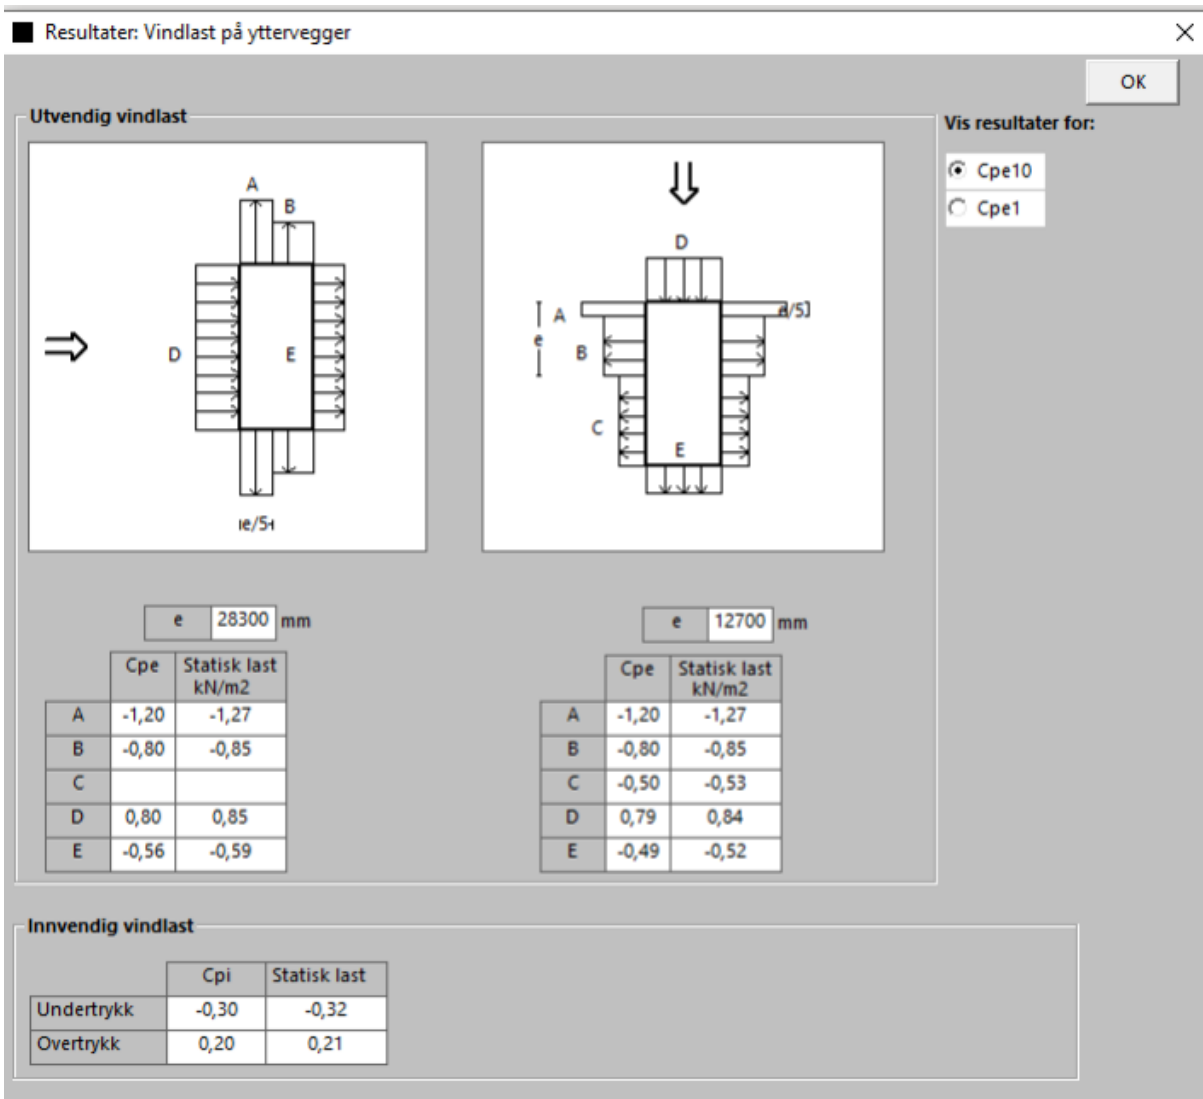 Resultater: Vindlast på yttervegger
OK
Utvendig vindlast
Vis resultater for:
Cpe10
Cpe1
A
B
D
E
e/5
D
A
e/5
e
B
C
E
e 28300 mm
Cpe Statisk last kN/m2
A -1,20 -1,27
B -0,80 -0,85
C
D 0,80 0,85
E -0,56 -0,59
e 12700 mm
Cpe Statisk last kN/m2
A -1,20 -1,27
B -0,80 -0,85
C -0,50 -0,53
D 0,79 0,84
E -0,49 -0,52
Innvendig vindlast
Cpi Statisk last
Undertrykk -0,30 -0,32
Overtrykk 0,20 0,21